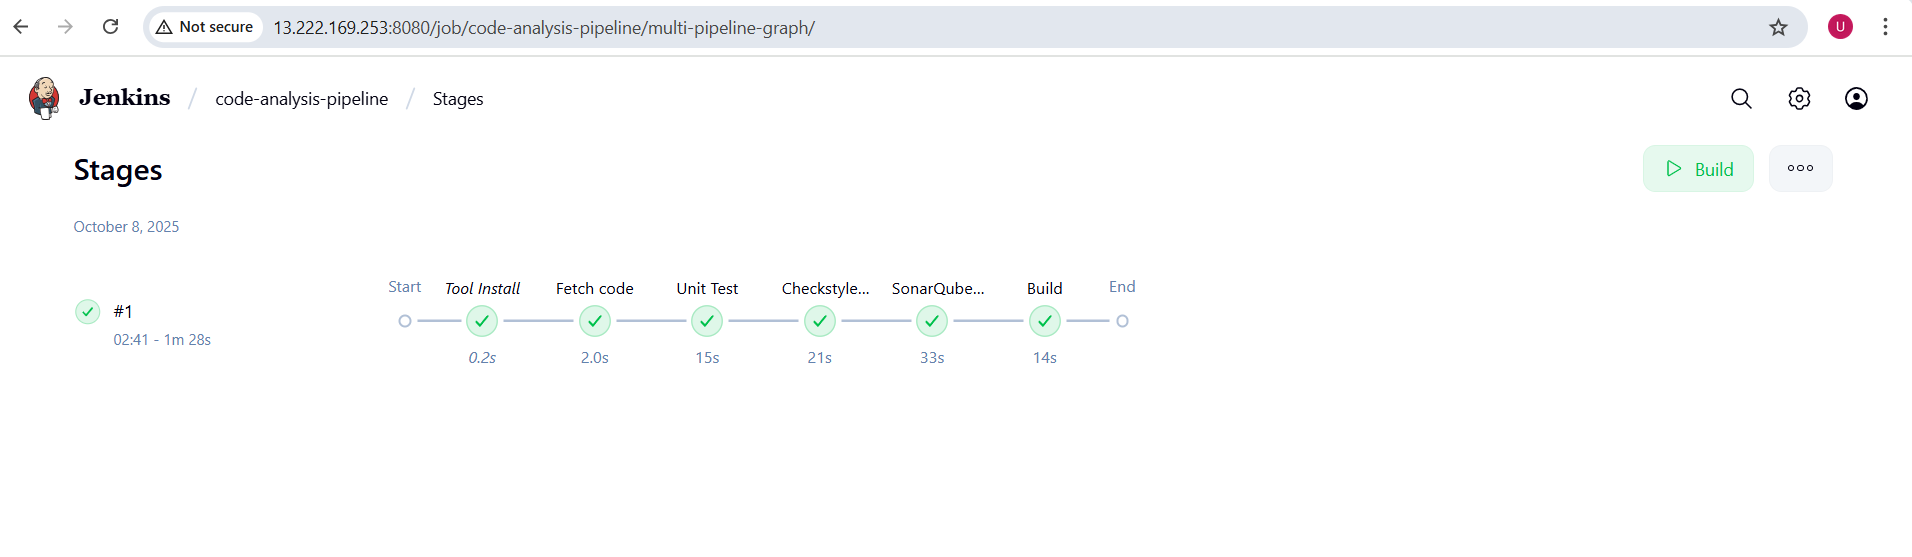 Not secure 13.222.169.253:8080/job/code-analysis-pipeline/multi-pipeline-graph/ U
Jenkins / code-analysis-pipeline / Stages
Stages
Build
October 8, 2025
Start Tool Install Fetch code Unit Test Checkstyle... SonarQube... Build End
#1
02:41 - 1m 28s
0.2s 2.0s 15s 21s 33s 14s